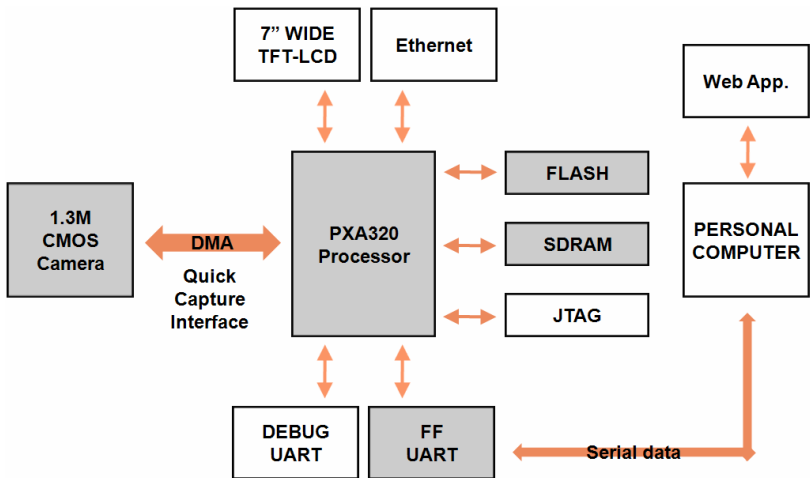 7” WIDE
TFT-LCD
Ethernet
Web App.
FLASH
1.3M
CMOS
Camera
DMA
PXA320
Processor
SDRAM
PERSONAL
COMPUTER
Quick
Capture
Interface
JTAG
DEBUG
UART
FF
UART
Serial data